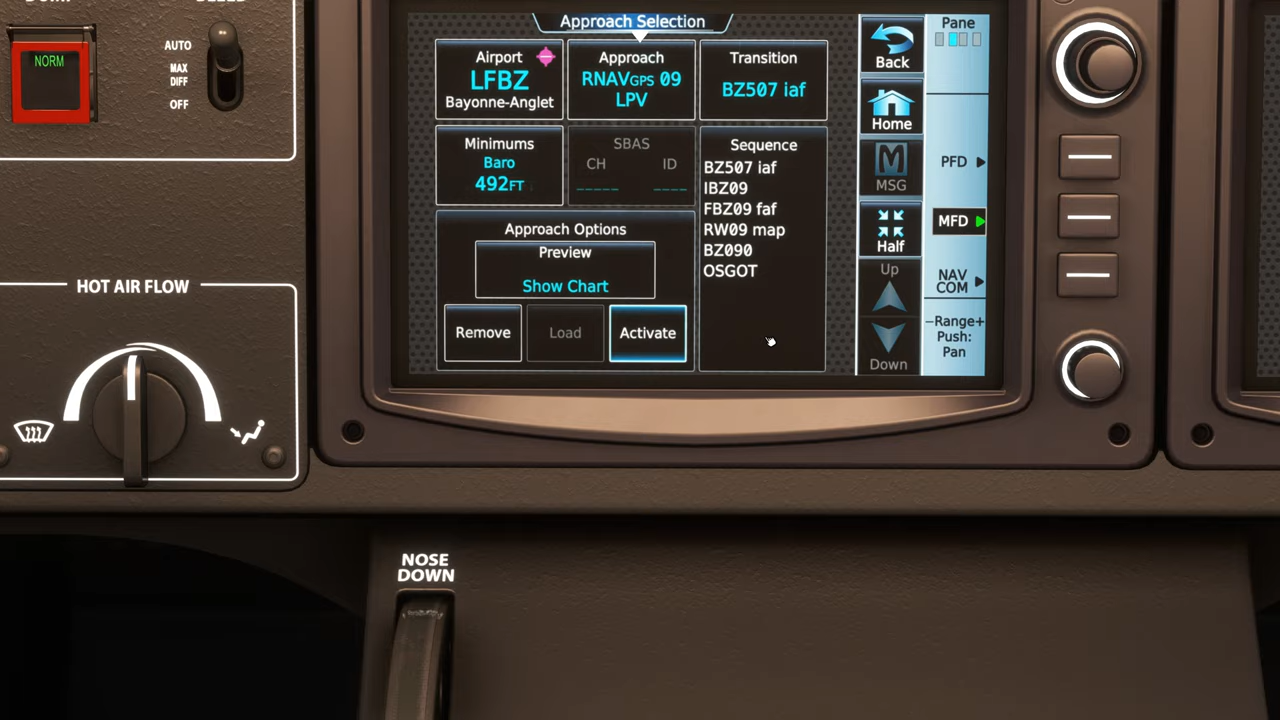 NORM
AUTO
MAX
DIFF
OFF
HOT AIR FLOW
Approach Selection
Airport
LFBZ
Bayonne-Anglet
Approach
RNAVGPS 09
LPV
Transition
BZ507 iaf
Minimums
Baro
492FT
SBAS
CH ID
_____ ____
Sequence
BZ507 iaf
IBZ09
FBZ09 faf
RW09 map
BZ090
OSGOT
Approach Options
Preview
Show Chart
Remove
Load
Activate
Back
Home
MSG
Half
Up
Down
Pane
PFD
MFD
NAV
COM
−Range+
Push:
Pan
NOSE
DOWN